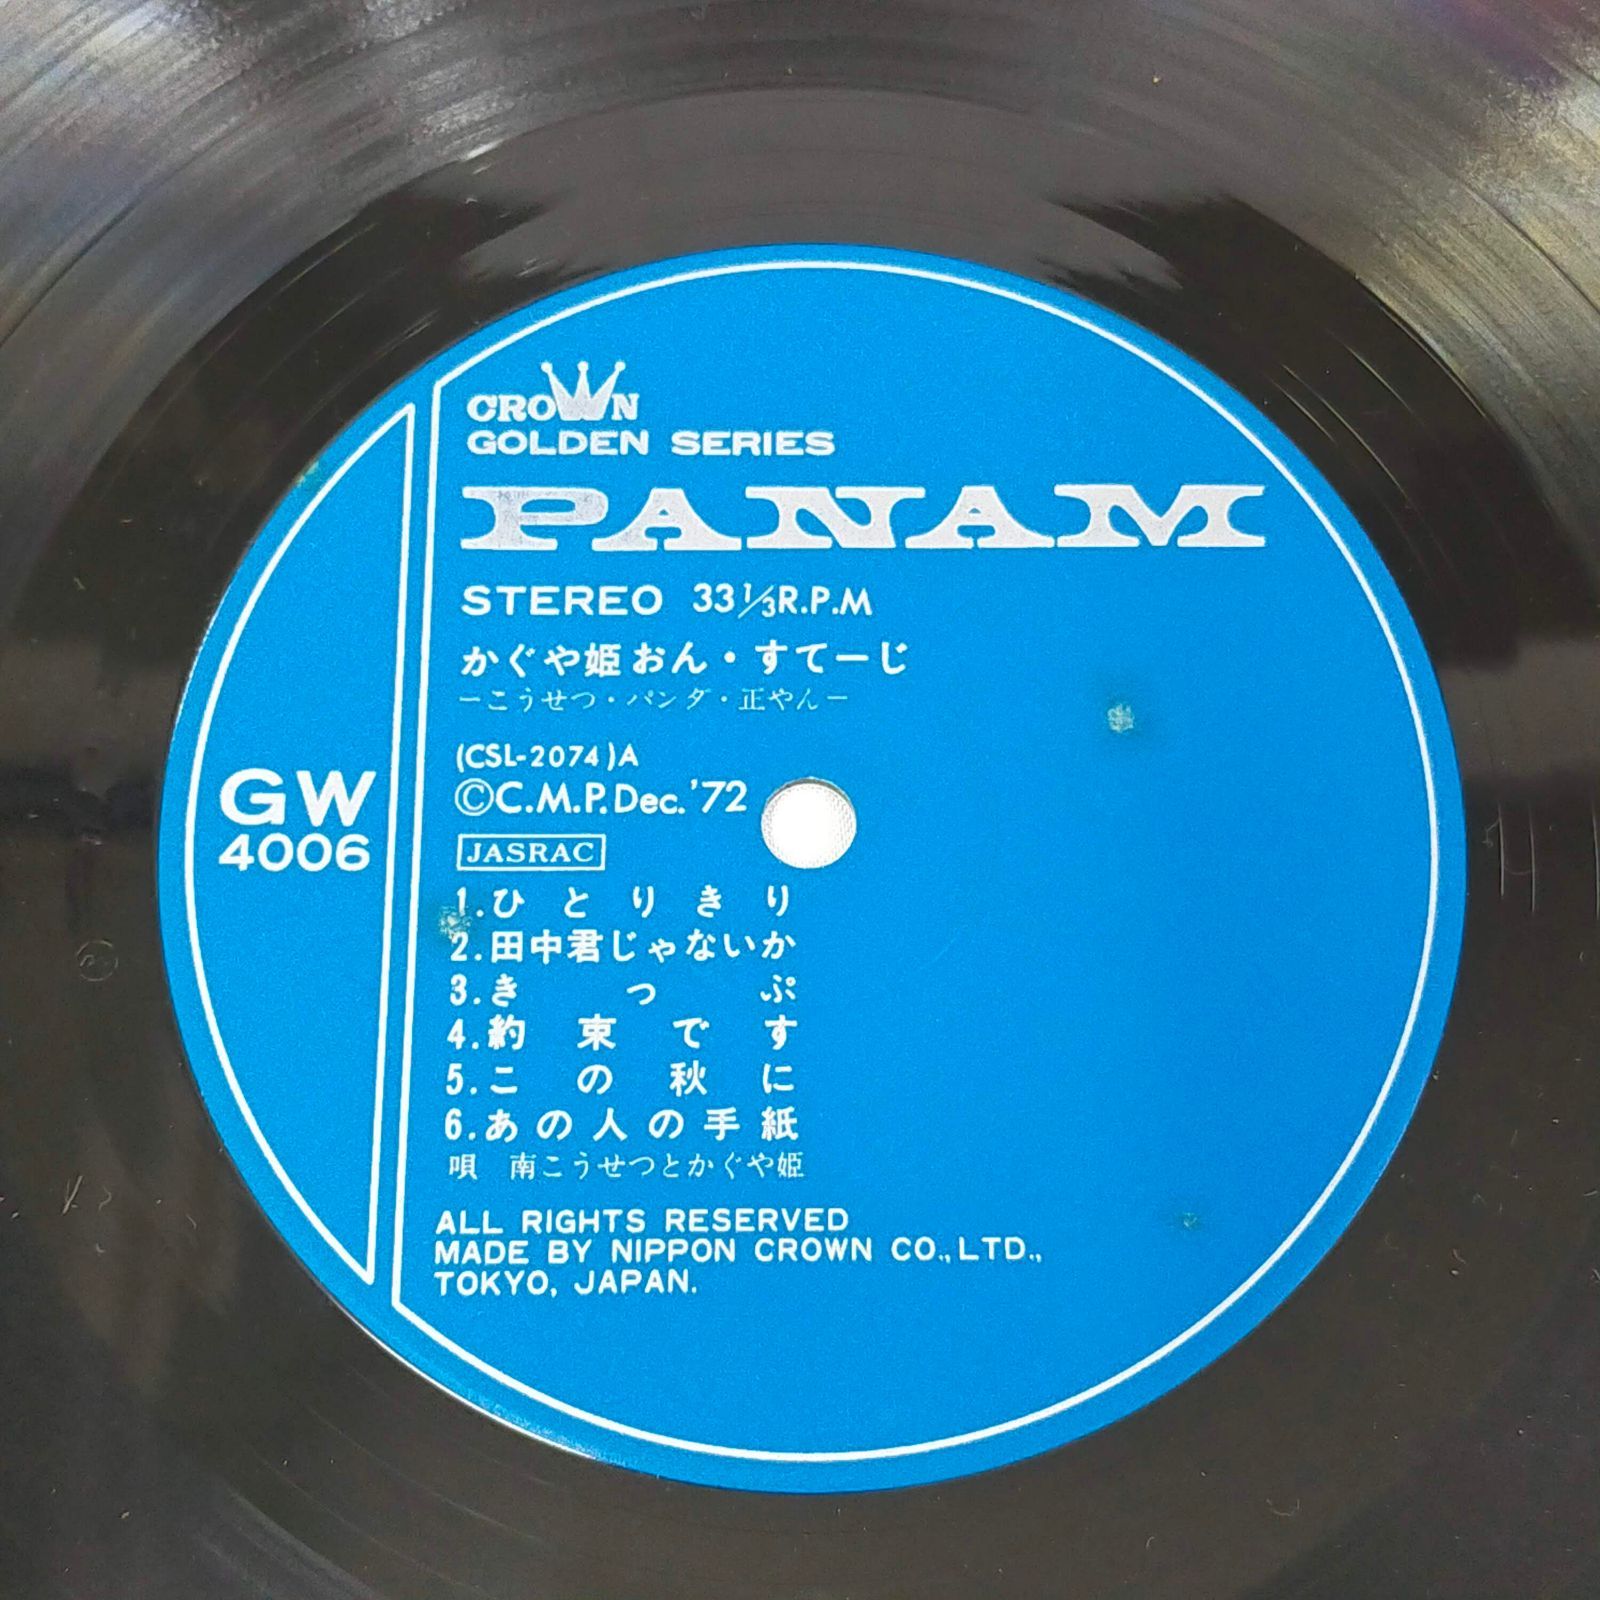 CROWN
GOLDEN SERIES
PANAM
STEREO 33 1/3 R.P.M
かぐや姫おん・すてーじ
ーこうせつ・パンダ・正やんー
(CSL-2074)A
©C.M.P. Dec.'72
JASRAC
GW
4006
1.ひとりきり
2.田中君じゃないか
3.きっぷ
4.約束です
5.この秋に
6.あの人の手紙
唄 南こうせつとかぐや姫
ALL RIGHTS RESERVED
MADE BY NIPPON CROWN CO.,LTD.,
TOKYO, JAPAN.